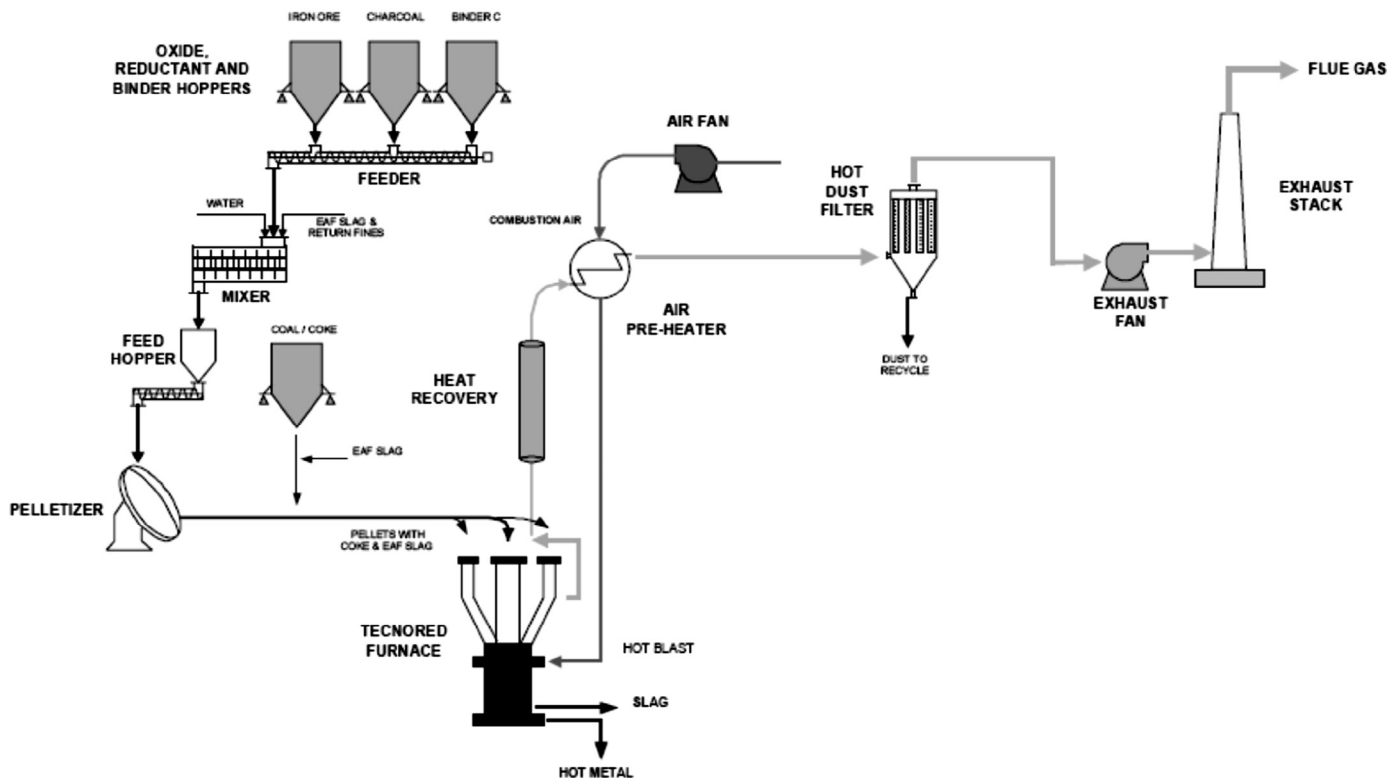 IRON ORE
CHARCOAL
BINDER C
OXIDE,
REDUCTANT AND
BINDER HOPPERS
FEEDER
WATER
EAF SLAG &
RETURN FINES
MIXER
FEED
HOPPER
COAL / COKE
EAF SLAG
PELLETIZER
PELLETS WITH
COKE & EAF SLAG
TECNORED
FURNACE
HOT BLAST
SLAG
HOT METAL
HEAT
RECOVERY
AIR FAN
COMBUSTION AIR
AIR
PRE-HEATER
HOT
DUST
FILTER
DUST TO
RECYCLE
EXHAUST
FAN
EXHAUST
STACK
FLUE GAS